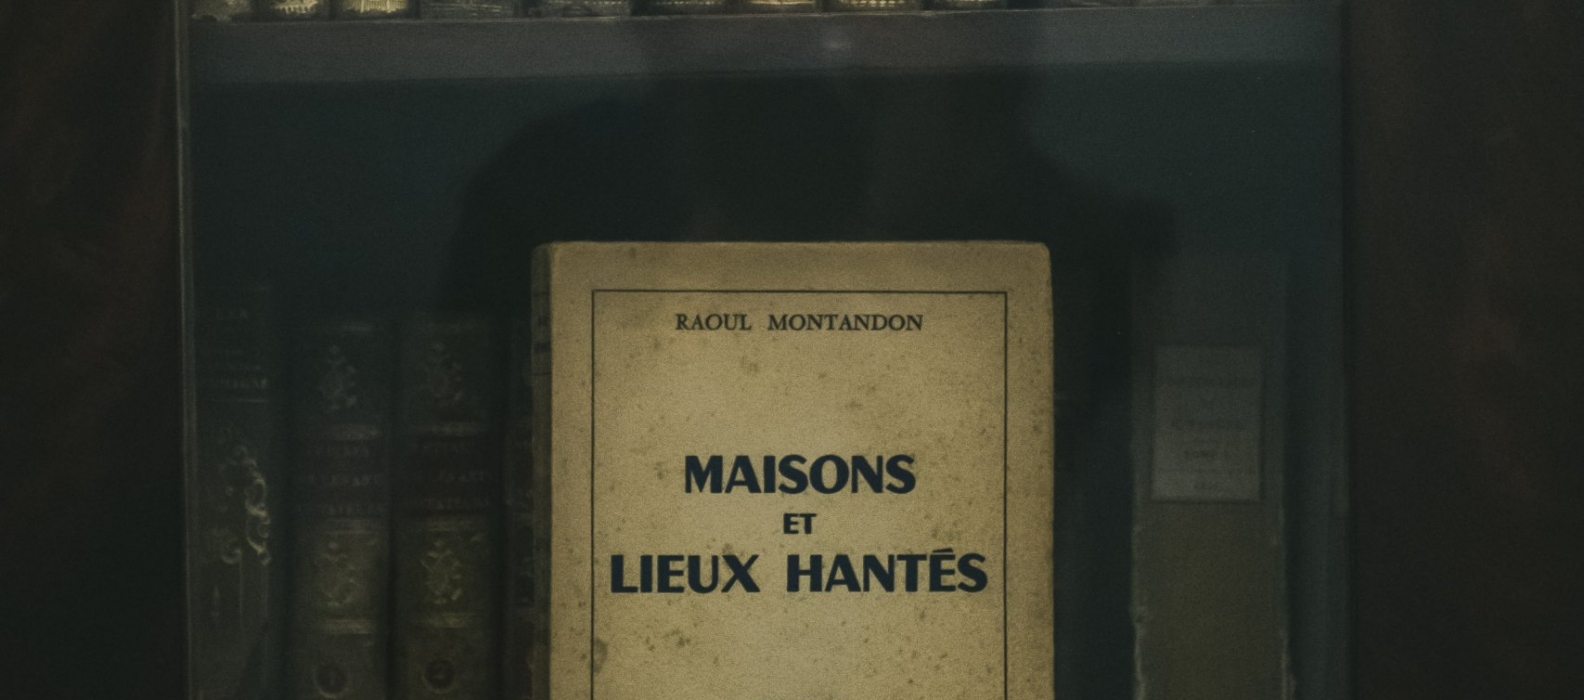 RAOUL MONTANDON
MAISONS
ET
LIEUX HANTÉS